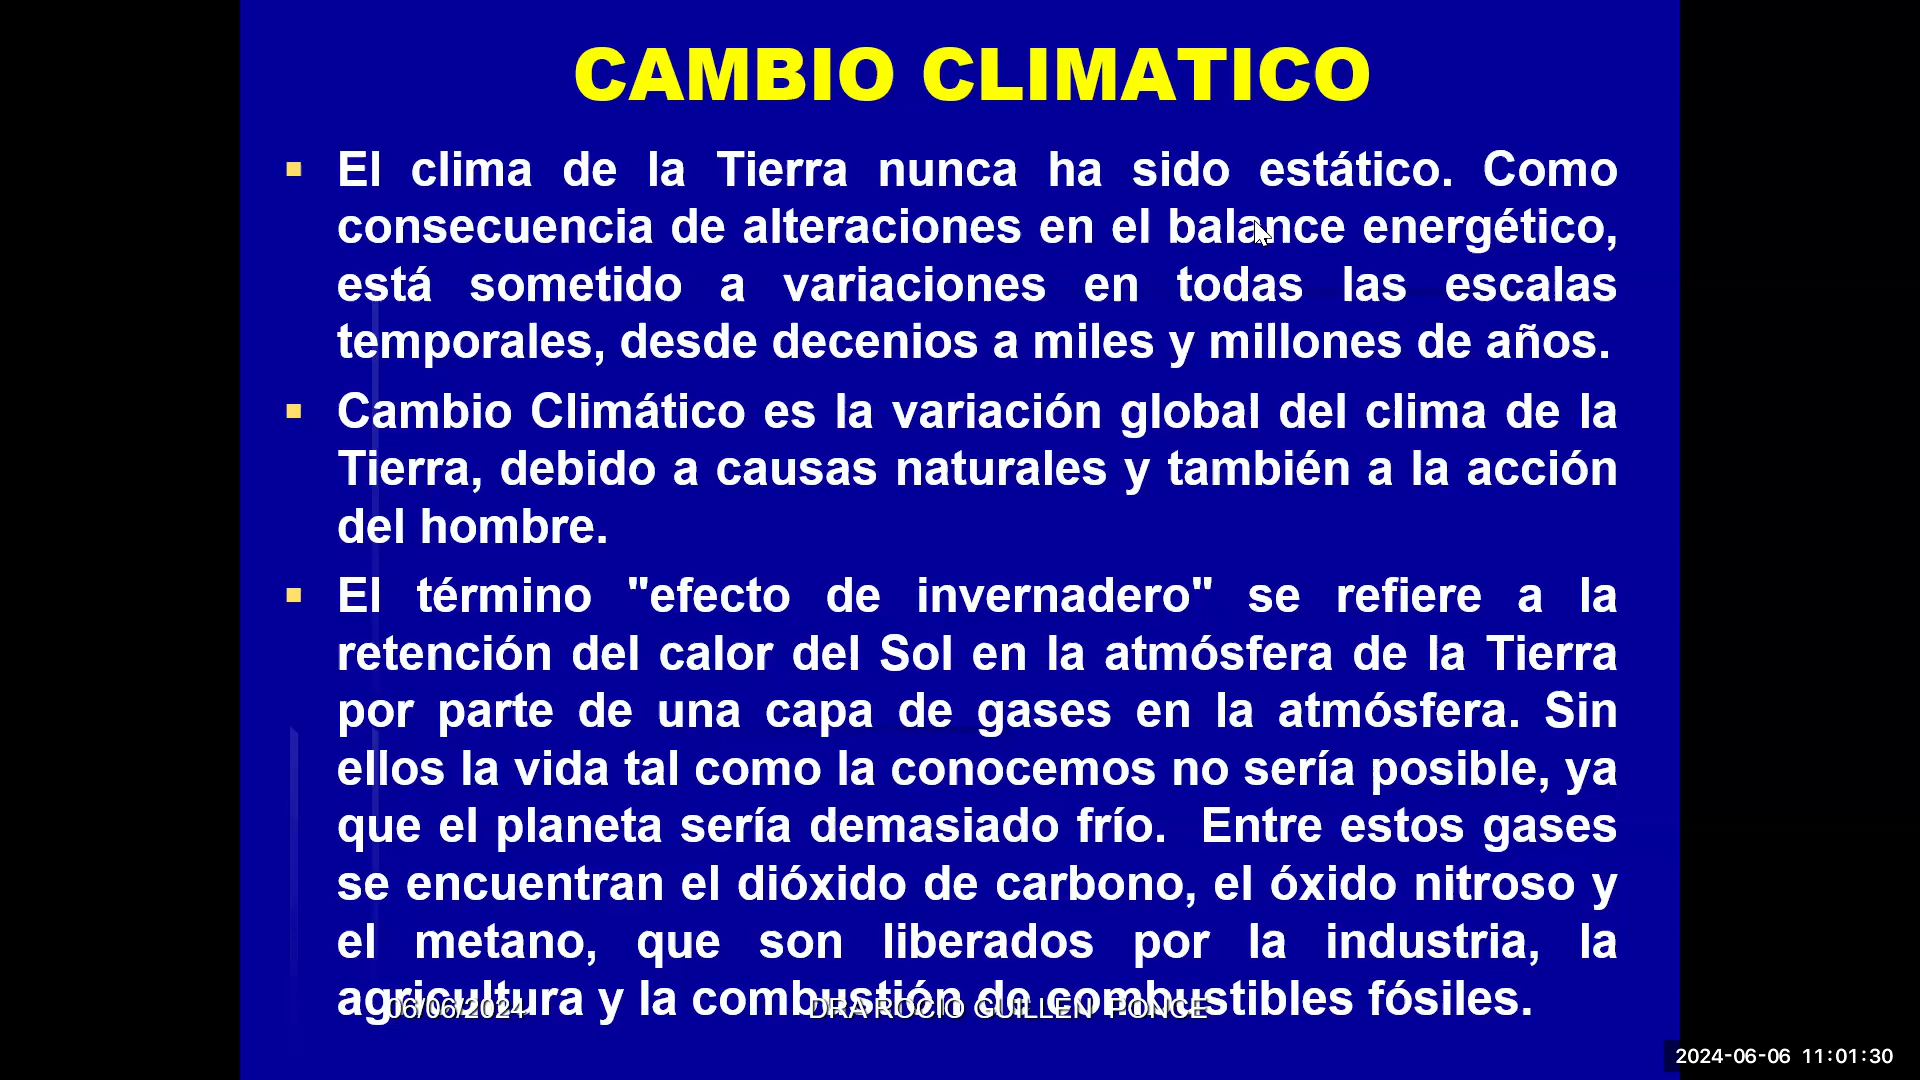 CAMBIO CLIMATICO
▪ El clima de la Tierra nunca ha sido estático. Como
consecuencia de alteraciones en el balance energético,
está sometido a variaciones en todas las escalas
temporales, desde decenios a miles y millones de años.
▪ Cambio Climático es la variación global del clima de la
Tierra, debido a causas naturales y también a la acción
del hombre.
▪ El término "efecto de invernadero" se refiere a la
retención del calor del Sol en la atmósfera de la Tierra
por parte de una capa de gases en la atmósfera. Sin
ellos la vida tal como la conocemos no sería posible, ya
que el planeta sería demasiado frío. Entre estos gases
se encuentran el dióxido de carbono, el óxido nitroso y
el metano, que son liberados por la industria, la
agricultura y la combustión de combustibles fósiles.
06/06/2024 DRA ROCIO GUILLEN PONCE
2024-06-06 11:01:30